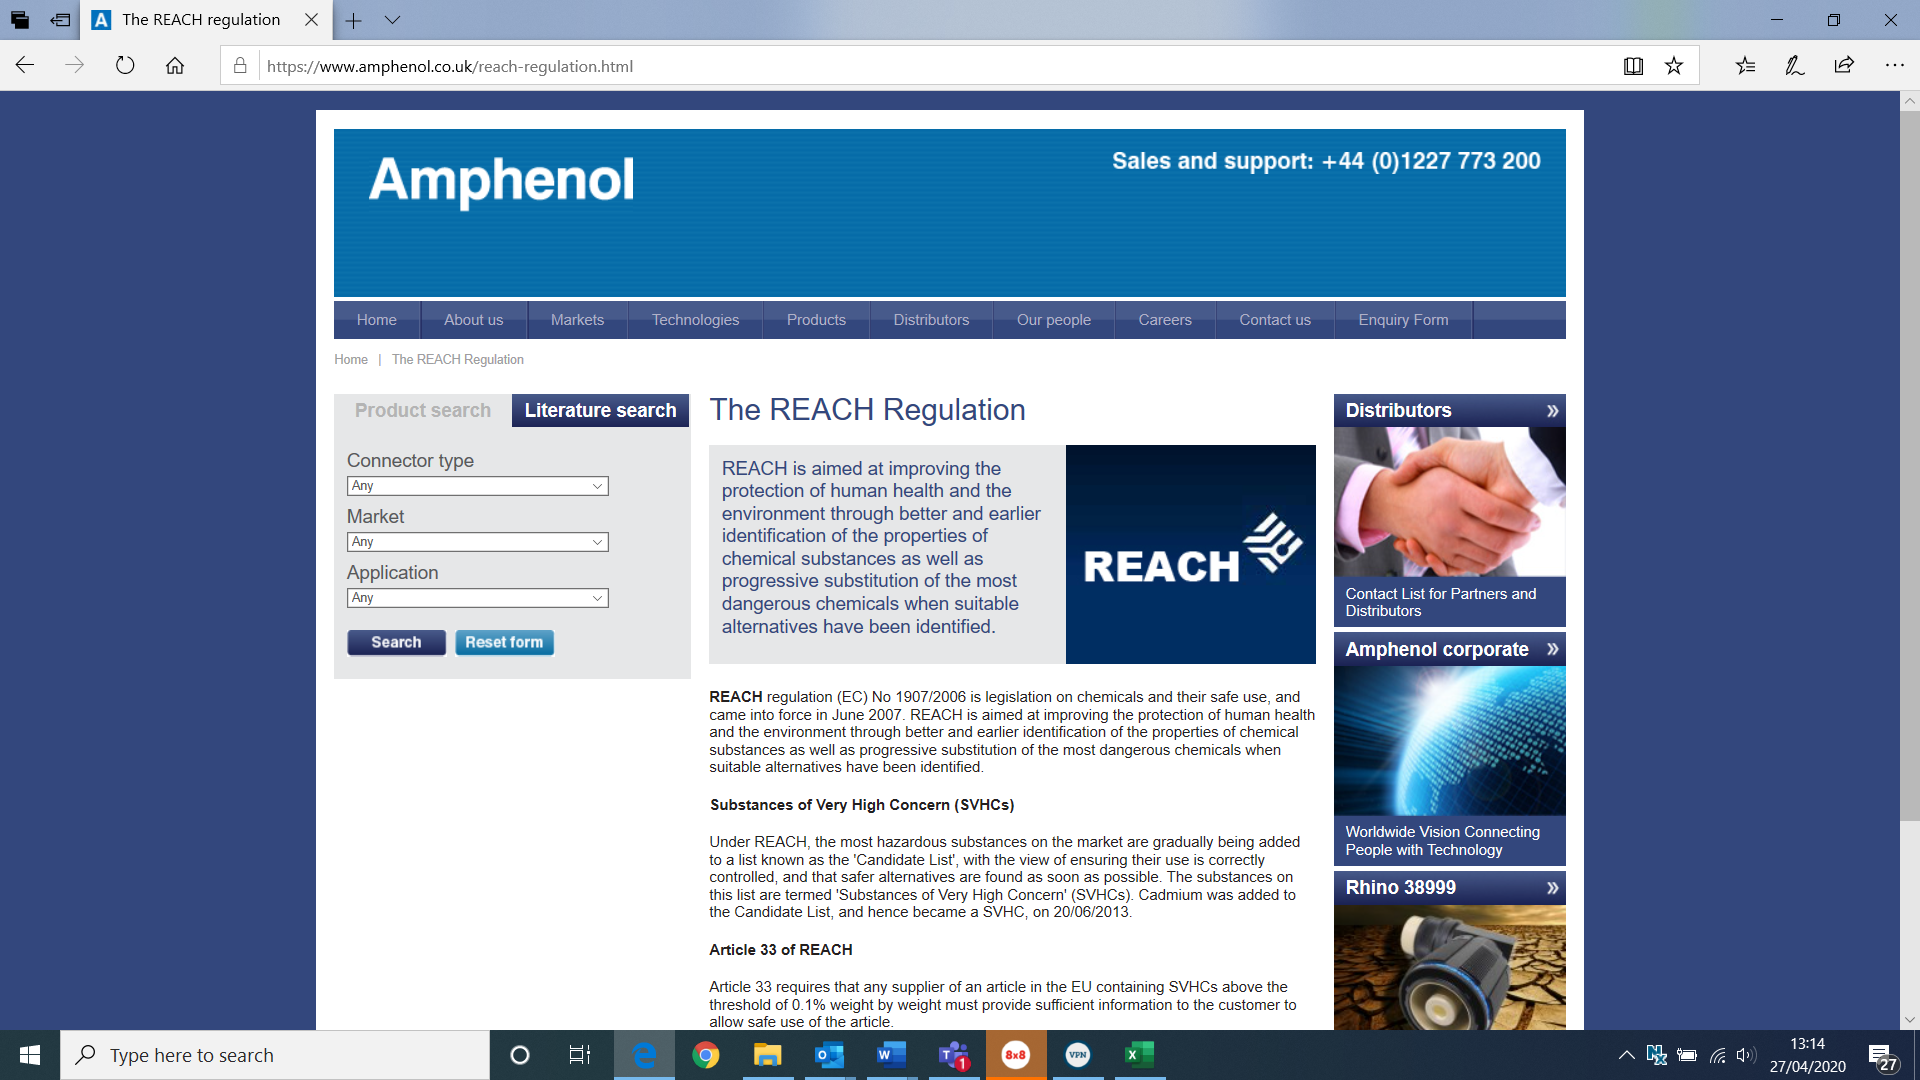 The REACH regulation
https://www.amphenol.co.uk/reach-regulation.html
Amphenol
Sales and support: +44 (0)1227 773 200
Home
About us
Markets
Technologies
Products
Distributors
Our people
Careers
Contact us
Enquiry Form
Home | The REACH Regulation
Product search
Literature search
Connector type
Any
Market
Any
Application
Any
Search
Reset form
The REACH Regulation
REACH is aimed at improving the
protection of human health and the
environment through better and earlier
identification of the properties of
chemical substances as well as
progressive substitution of the most
dangerous chemicals when suitable
alternatives have been identified.
REACH
REACH regulation (EC) No 1907/2006 is legislation on chemicals and their safe use, and
came into force in June 2007. REACH is aimed at improving the protection of human health
and the environment through better and earlier identification of the properties of chemical
substances as well as progressive substitution of the most dangerous chemicals when
suitable alternatives have been identified.
Substances of Very High Concern (SVHCs)
Under REACH, the most hazardous substances on the market are gradually being added
to a list known as the 'Candidate List', with the view of ensuring their use is correctly
controlled, and that safer alternatives are found as soon as possible. The substances on
this list are termed 'Substances of Very High Concern' (SVHCs). Cadmium was added to
the Candidate List, and hence became a SVHC, on 20/06/2013.
Article 33 of REACH
Article 33 requires that any supplier of an article in the EU containing SVHCs above the
threshold of 0.1% weight by weight must provide sufficient information to the customer to
allow safe use of the article.
Distributors
Contact List for Partners and
Distributors
Amphenol corporate
Worldwide Vision Connecting
People with Technology
Rhino 38999
Type here to search
1
8x8
VPN
13:14
27/04/2020
27